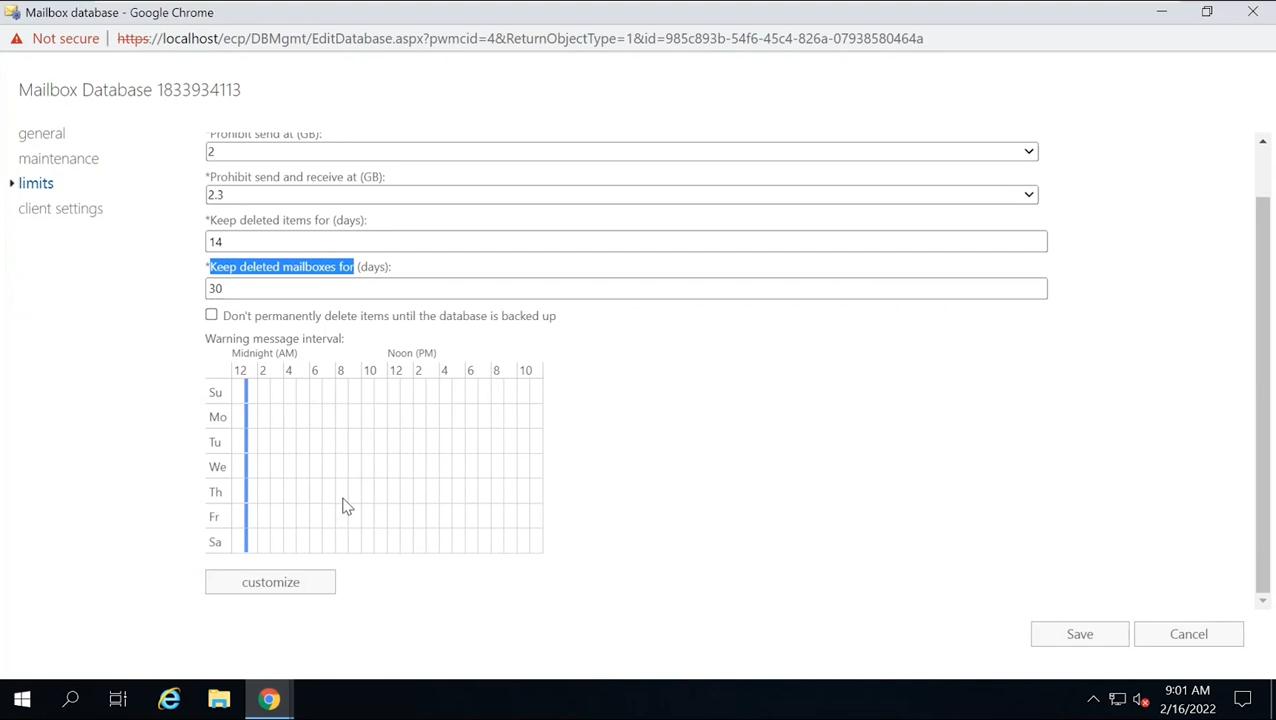 Mailbox database - Google Chrome
Not secure | https://localhost/ecp/DBMgmt/EditDatabase.aspx?pwmcid=4&ReturnObjectType=1&id=985c893b-54f6-45c4-826a-07938580464a
Mailbox Database 1833934113
general
maintenance
limits
client settings
*Prohibit send at (GB):
2
*Prohibit send and receive at (GB):
2.3
*Keep deleted items for (days):
14
*Keep deleted mailboxes for (days):
30
Don't permanently delete items until the database is backed up
Warning message interval:
Midnight (AM) Noon (PM)
12 2 4 6 8 10 12 2 4 6 8 10
Su
Mo
Tu
We
Th
Fr
Sa
customize
Save Cancel
9:01 AM
2/16/2022